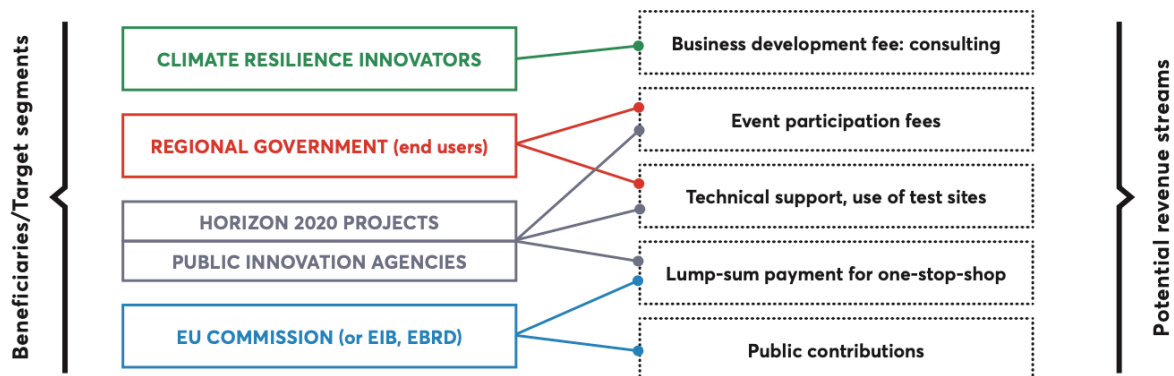 Beneficiaries/Target segments
CLIMATE RESILIENCE INNOVATORS
REGIONAL GOVERNMENT (end users)
HORIZON 2020 PROJECTS
PUBLIC INNOVATION AGENCIES
EU COMMISSION (or EIB, EBRD)
Business development fee: consulting
Event participation fees
Technical support, use of test sites
Lump-sum payment for one-stop-shop
Public contributions
Potential revenue streams